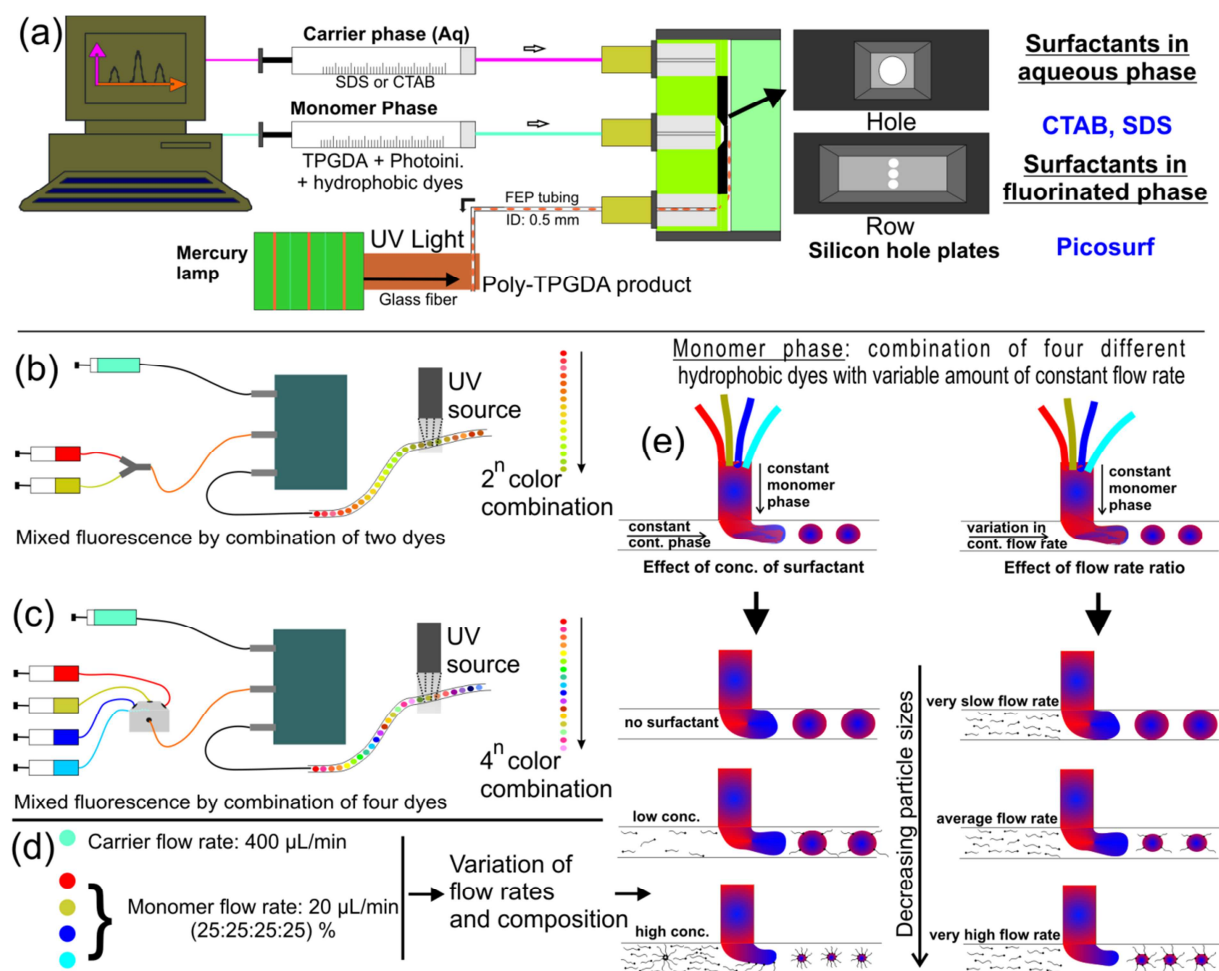 (a)
Carrier phase (Aq)
SDS or CTAB
Monomer Phase
TPGDA + Photoini.
+ hydrophobic dyes
FEP tubing
ID: 0.5 mm
Mercury
lamp
UV Light
Glass fiber
Poly-TPGDA product
Hole
Row
Silicon hole plates
Surfactants in
aqueous phase
CTAB, SDS
Surfactants in
fluorinated phase
Picosurf
(b)
UV
source
2ⁿ color
combination
Mixed fluorescence by combination of two dyes
(c)
UV
source
4ⁿ color
combination
Mixed fluorescence by combination of four dyes
(d)
Carrier flow rate: 400 µL/min
Monomer flow rate: 20 µL/min
(25:25:25:25) %
Variation of
flow rates
and composition
Monomer phase: combination of four different
hydrophobic dyes with variable amount of constant flow rate
(e)
constant
monomer
phase
constant
cont. phase
Effect of conc. of surfactant
constant
monomer
phase
variation in
cont. flow rate
Effect of flow rate ratio
no surfactant
low conc.
high conc.
Decreasing particle sizes
very slow flow rate
average flow rate
very high flow rate